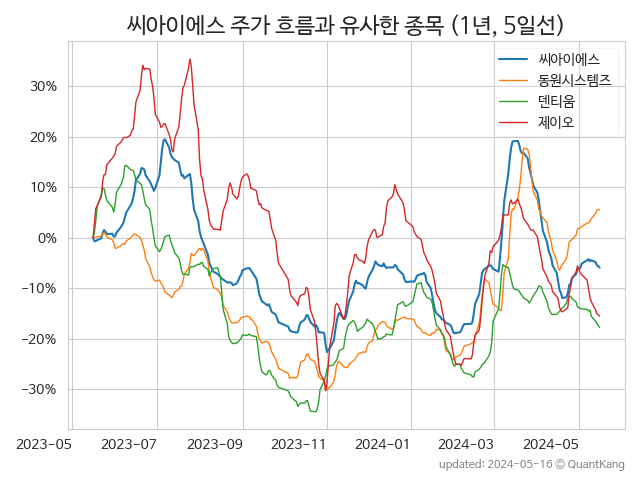 씨아이에스 주가 흐름과 유사한 종목 (1년, 5일선)
씨아이에스
동원시스템즈
덴티움
제이오
30%
20%
10%
0%
−10%
−20%
−30%
2023-05 2023-07 2023-09 2023-11 2024-01 2024-03 2024-05
updated: 2024-05-16 © QuantKang